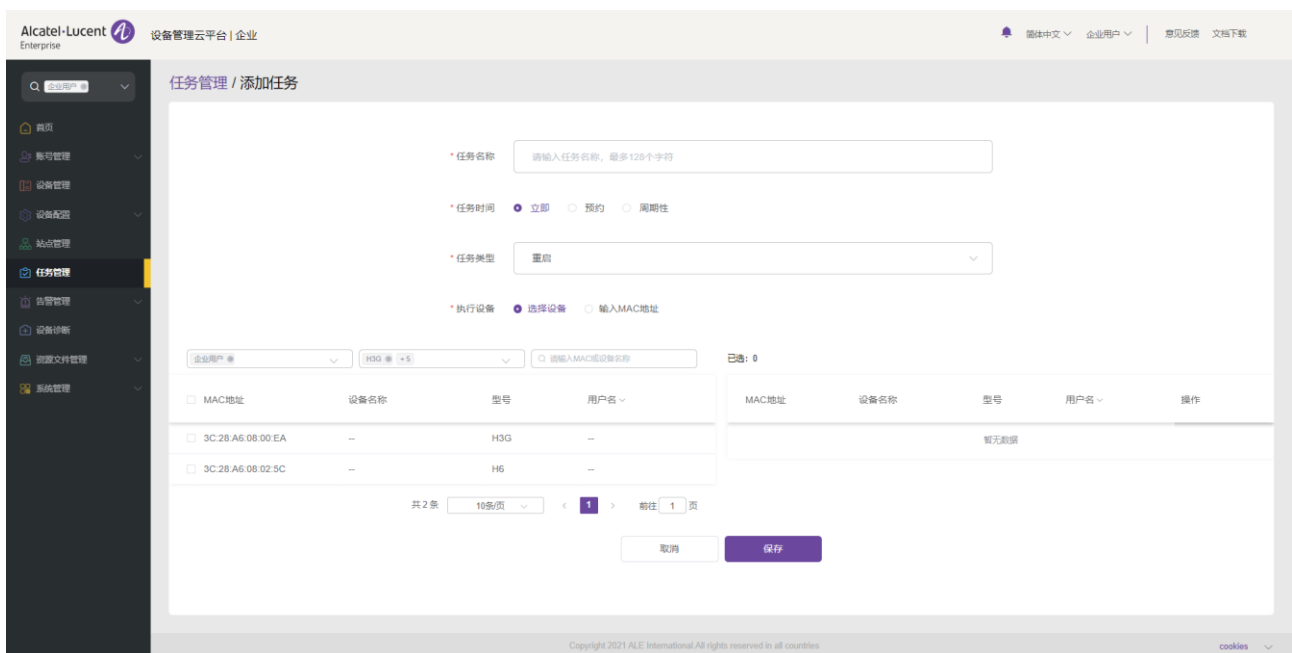 Alcatel·Lucent
Enterprise
设备管理云平台 | 企业
简体中文 企业用户 意见反馈 文档下载
企业用户
首页
账号管理
设备管理
设备配置
站点管理
任务管理
告警管理
设备诊断
资源文件管理
系统管理
任务管理 / 添加任务
* 任务名称 请输入任务名称，最多128个字符
* 任务时间 立即 预约 周期性
* 任务类型 重启
* 执行设备 选择设备 输入MAC地址
企业用户 H3G + 5 请输入MAC或设备名称 已选：0
MAC地址 设备名称 型号 用户名 MAC地址 设备名称 型号 用户名 操作
3C:28:A6:08:00:EA -- H3G --
暂无数据
3C:28:A6:08:02:5C -- H6 --
共 2 条 10条/页 < 1 > 前往 1 页
取消 保存
Copyright 2021 ALE International.All rights reserved in all countries
cookies